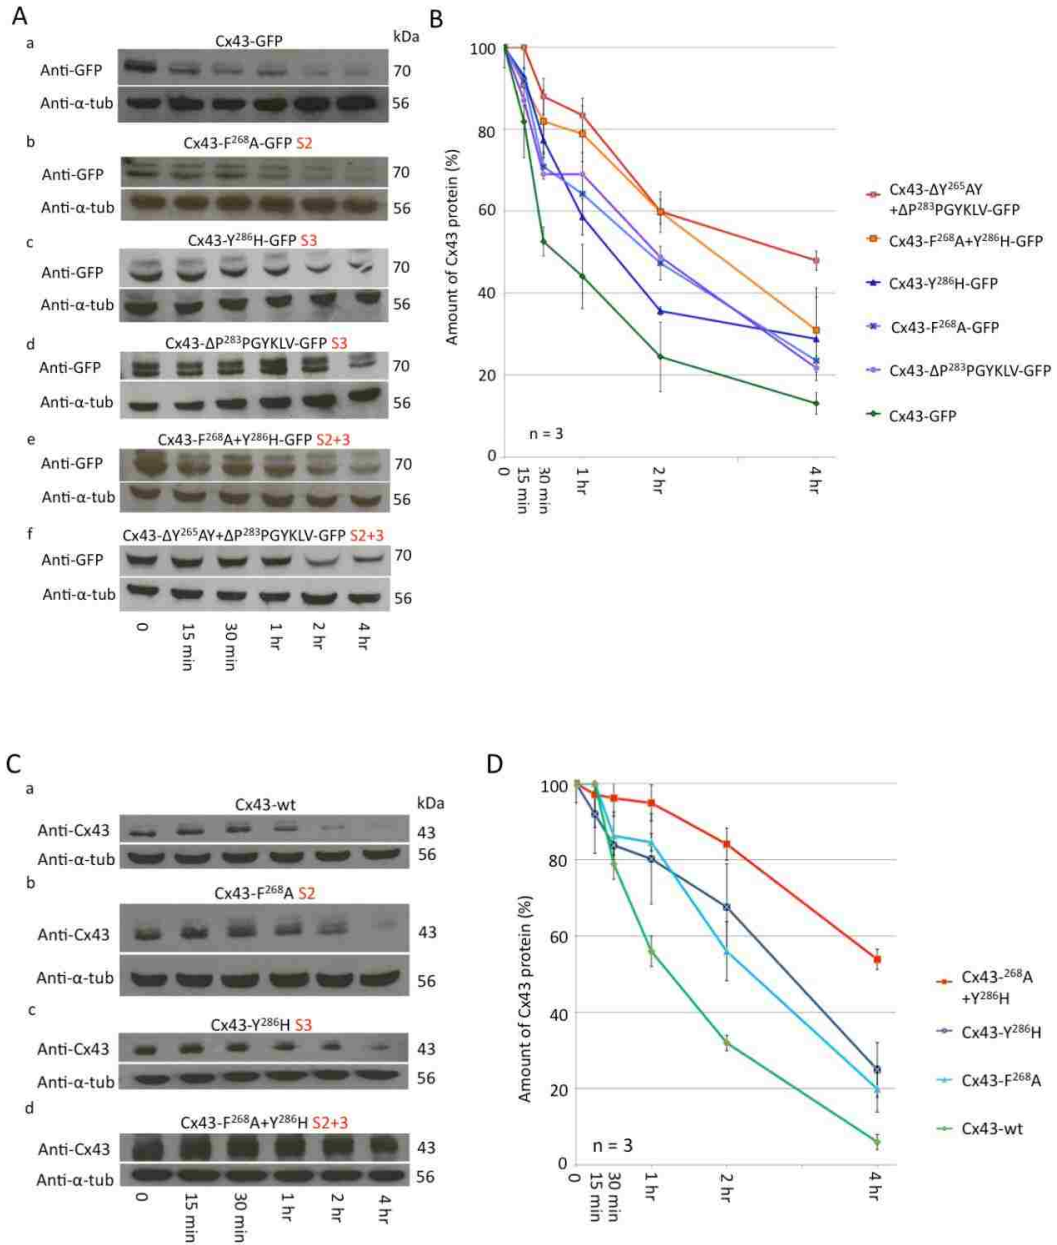 A
a
Cx43-GFP
kDa
Anti-GFP
70
Anti-α-tub
56
b
Cx43-F²⁶⁸A-GFP S2
Anti-GFP
70
Anti-α-tub
56
c
Cx43-Y²⁸⁶H-GFP S3
Anti-GFP
70
Anti-α-tub
56
d
Cx43-ΔP²⁸³PGYKLV-GFP S3
Anti-GFP
70
Anti-α-tub
56
e
Cx43-F²⁶⁸A+Y²⁸⁶H-GFP S2+3
Anti-GFP
70
Anti-α-tub
56
f
Cx43-ΔY²⁶⁵AY+ΔP²⁸³PGYKLV-GFP S2+3
Anti-GFP
70
Anti-α-tub
56
0
15 min
30 min
1 hr
2 hr
4 hr
B
Amount of Cx43 protein (%)
100
80
60
40
20
0
n = 3
0
15 min
30 min
1 hr
2 hr
4 hr
Cx43-ΔY²⁶⁵AY
+ΔP²⁸³PGYKLV-GFP
Cx43-F²⁶⁸A+Y²⁸⁶H-GFP
Cx43-Y²⁸⁶H-GFP
Cx43-F²⁶⁸A-GFP
Cx43-ΔP²⁸³PGYKLV-GFP
Cx43-GFP
C
a
Cx43-wt
kDa
Anti-Cx43
43
Anti-α-tub
56
b
Cx43-F²⁶⁸A S2
Anti-Cx43
43
Anti-α-tub
56
c
Cx43-Y²⁸⁶H S3
Anti-Cx43
43
Anti-α-tub
56
d
Cx43-F²⁶⁸A+Y²⁸⁶H S2+3
Anti-Cx43
43
Anti-α-tub
56
0
15 min
30 min
1 hr
2 hr
4 hr
D
Amount of Cx43 protein (%)
100
80
60
40
20
0
n = 3
0
15 min
30 min
1 hr
2 hr
4 hr
Cx43-²⁶⁸A
+Y²⁸⁶H
Cx43-Y²⁸⁶H
Cx43-F²⁶⁸A
Cx43-wt